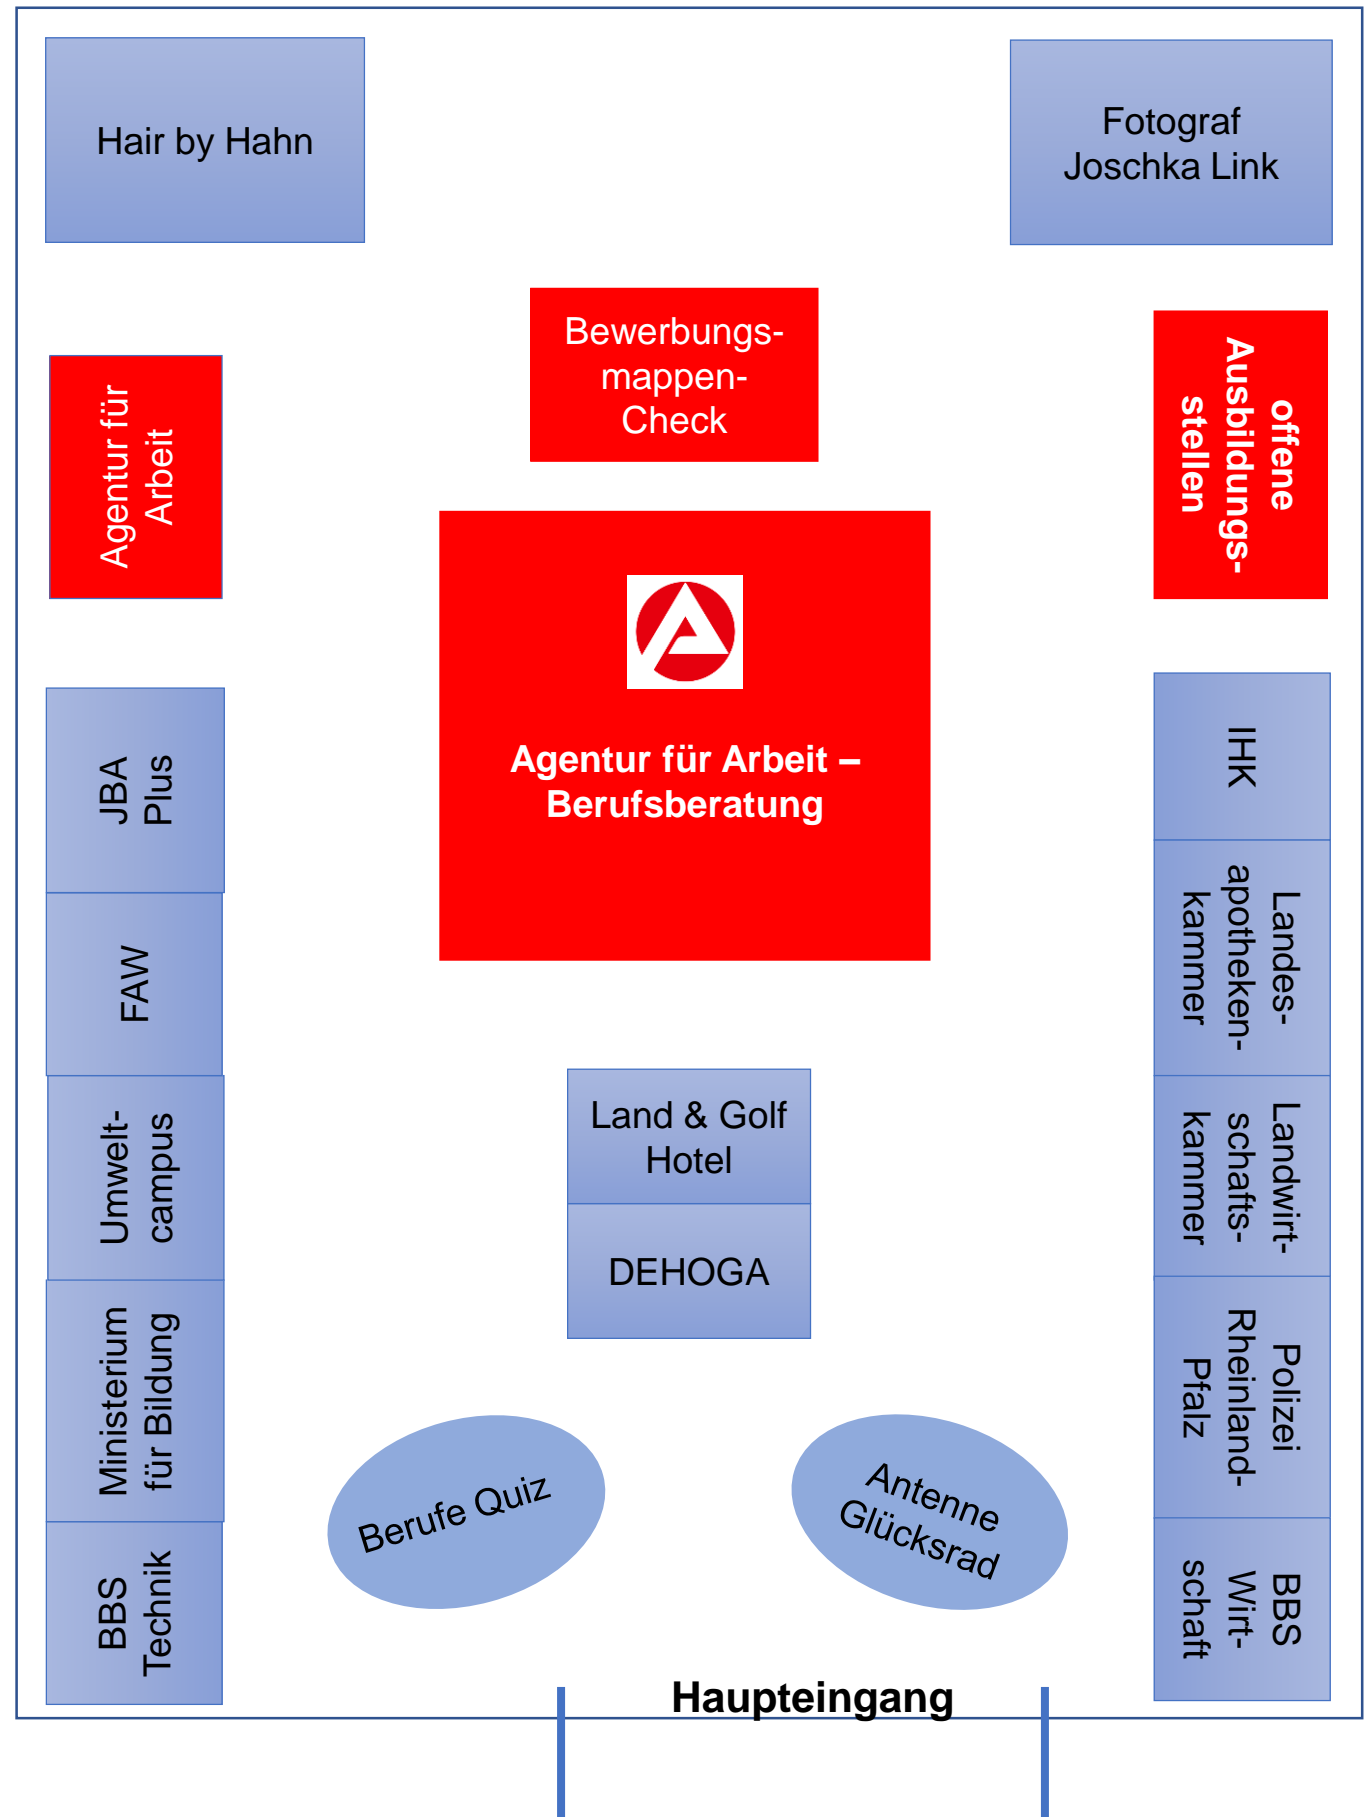 Hair by Hahn
Fotograf
Joschka Link
Bewerbungs-
mappen-
Check
Agentur für
Arbeit
offene
Ausbildungs-
stellen
Agentur für Arbeit –
Berufsberatung
JBA
Plus
IHK
FAW
Landes-
apotheken-
kammer
Umwelt-
campus
Land & Golf
Hotel
DEHOGA
Landwirt-
schafts-
kammer
Ministerium
für Bildung
Polizei
Rheinland-
Pfalz
Berufe Quiz
Antenne
Glücksrad
BBS
Technik
BBS
Wirt-
schaft
Haupteingang